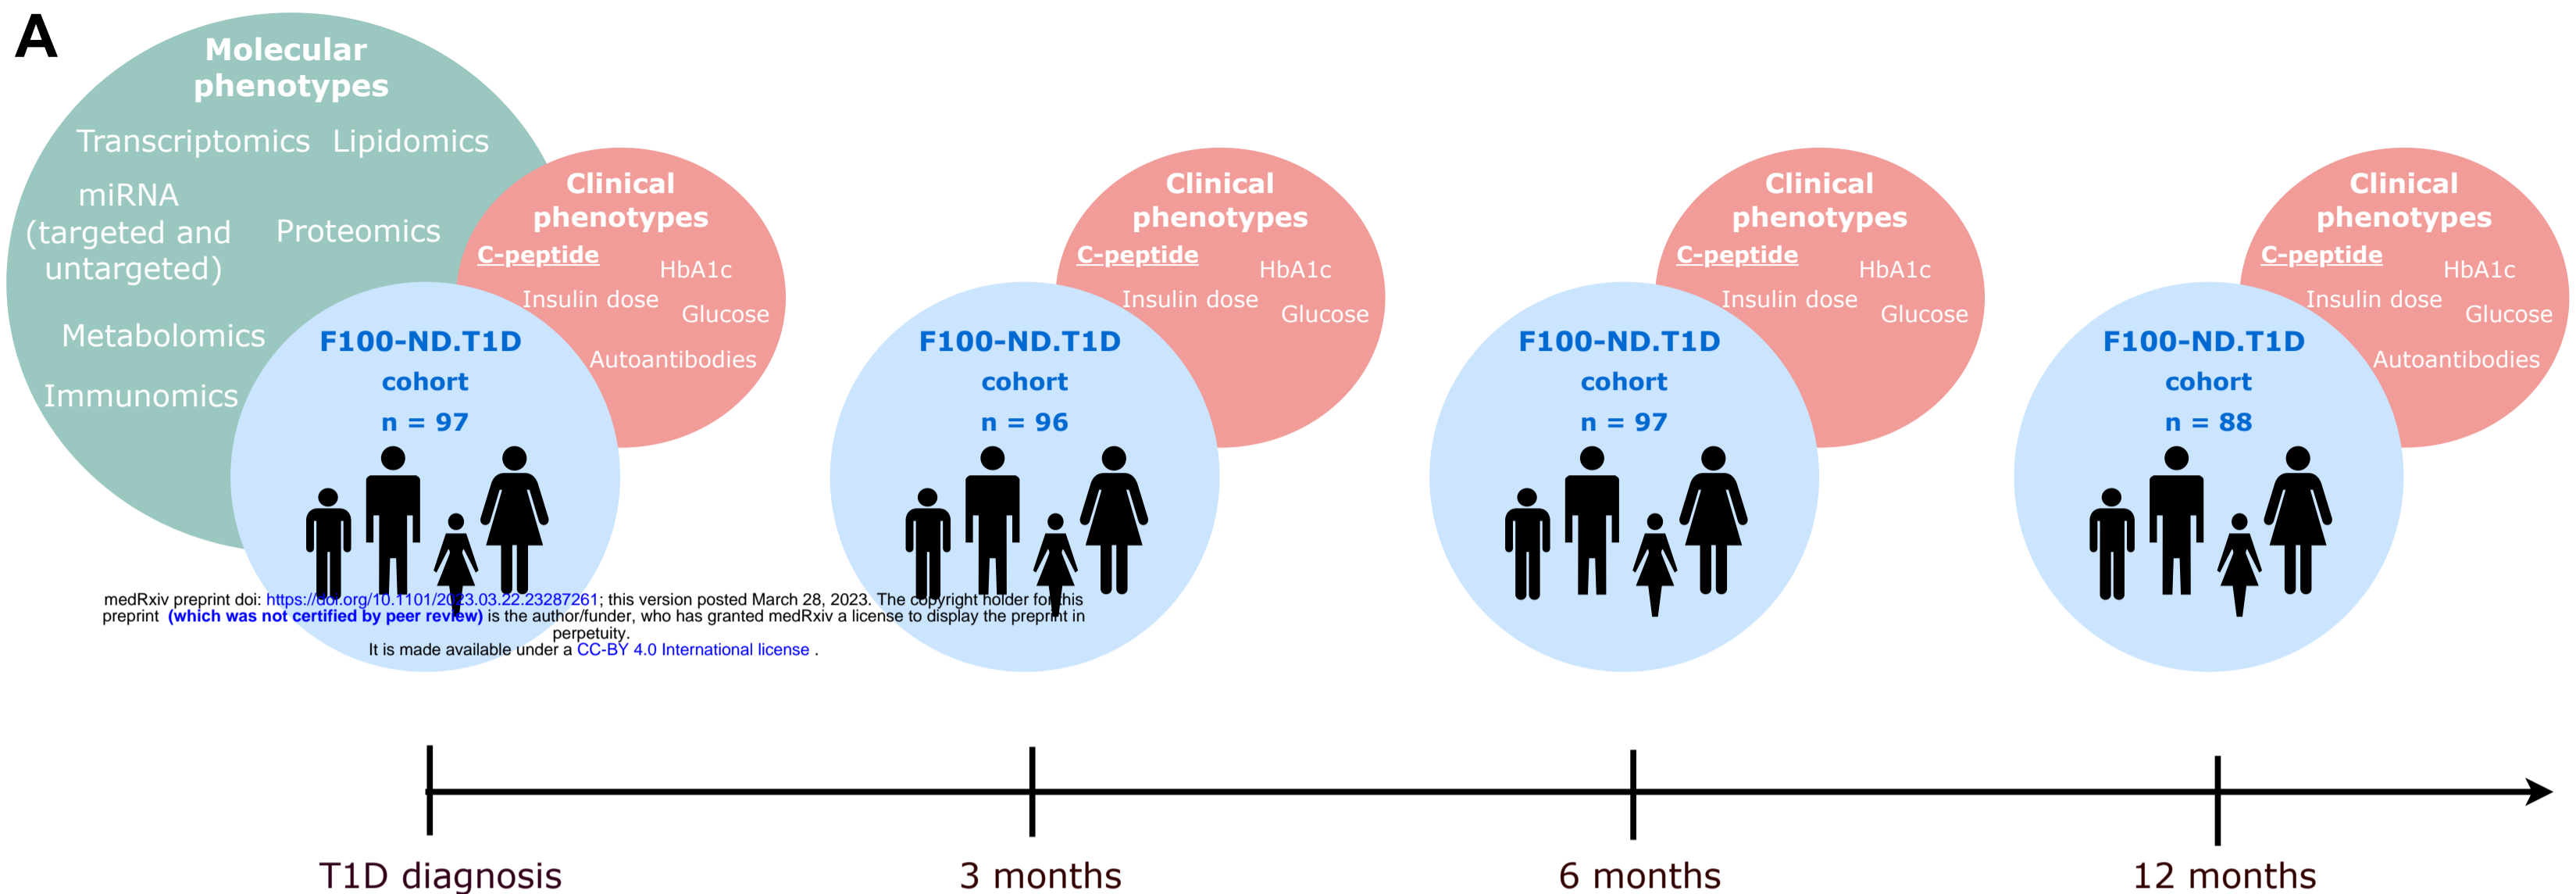 A
Molecular
phenotypes
Transcriptomics Lipidomics
miRNA
(targeted and
untargeted)
Proteomics
Metabolomics
Immunomics
Clinical
phenotypes
C-peptide
HbA1c
Insulin dose
Glucose
Autoantibodies
F100-ND.T1D
cohort
n = 97
Clinical
phenotypes
C-peptide
HbA1c
Insulin dose
Glucose
F100-ND.T1D
cohort
n = 96
Clinical
phenotypes
C-peptide
HbA1c
Insulin dose
Glucose
F100-ND.T1D
cohort
n = 97
Clinical
phenotypes
C-peptide
HbA1c
Insulin dose
Glucose
Autoantibodies
F100-ND.T1D
cohort
n = 88
medRxiv preprint doi: https://doi.org/10.1101/2023.03.22.23287261; this version posted March 28, 2023. The copyright holder for this
preprint (which was not certified by peer review) is the author/funder, who has granted medRxiv a license to display the preprint in
perpetuity.
It is made available under a CC-BY 4.0 International license .
T1D diagnosis
3 months
6 months
12 months